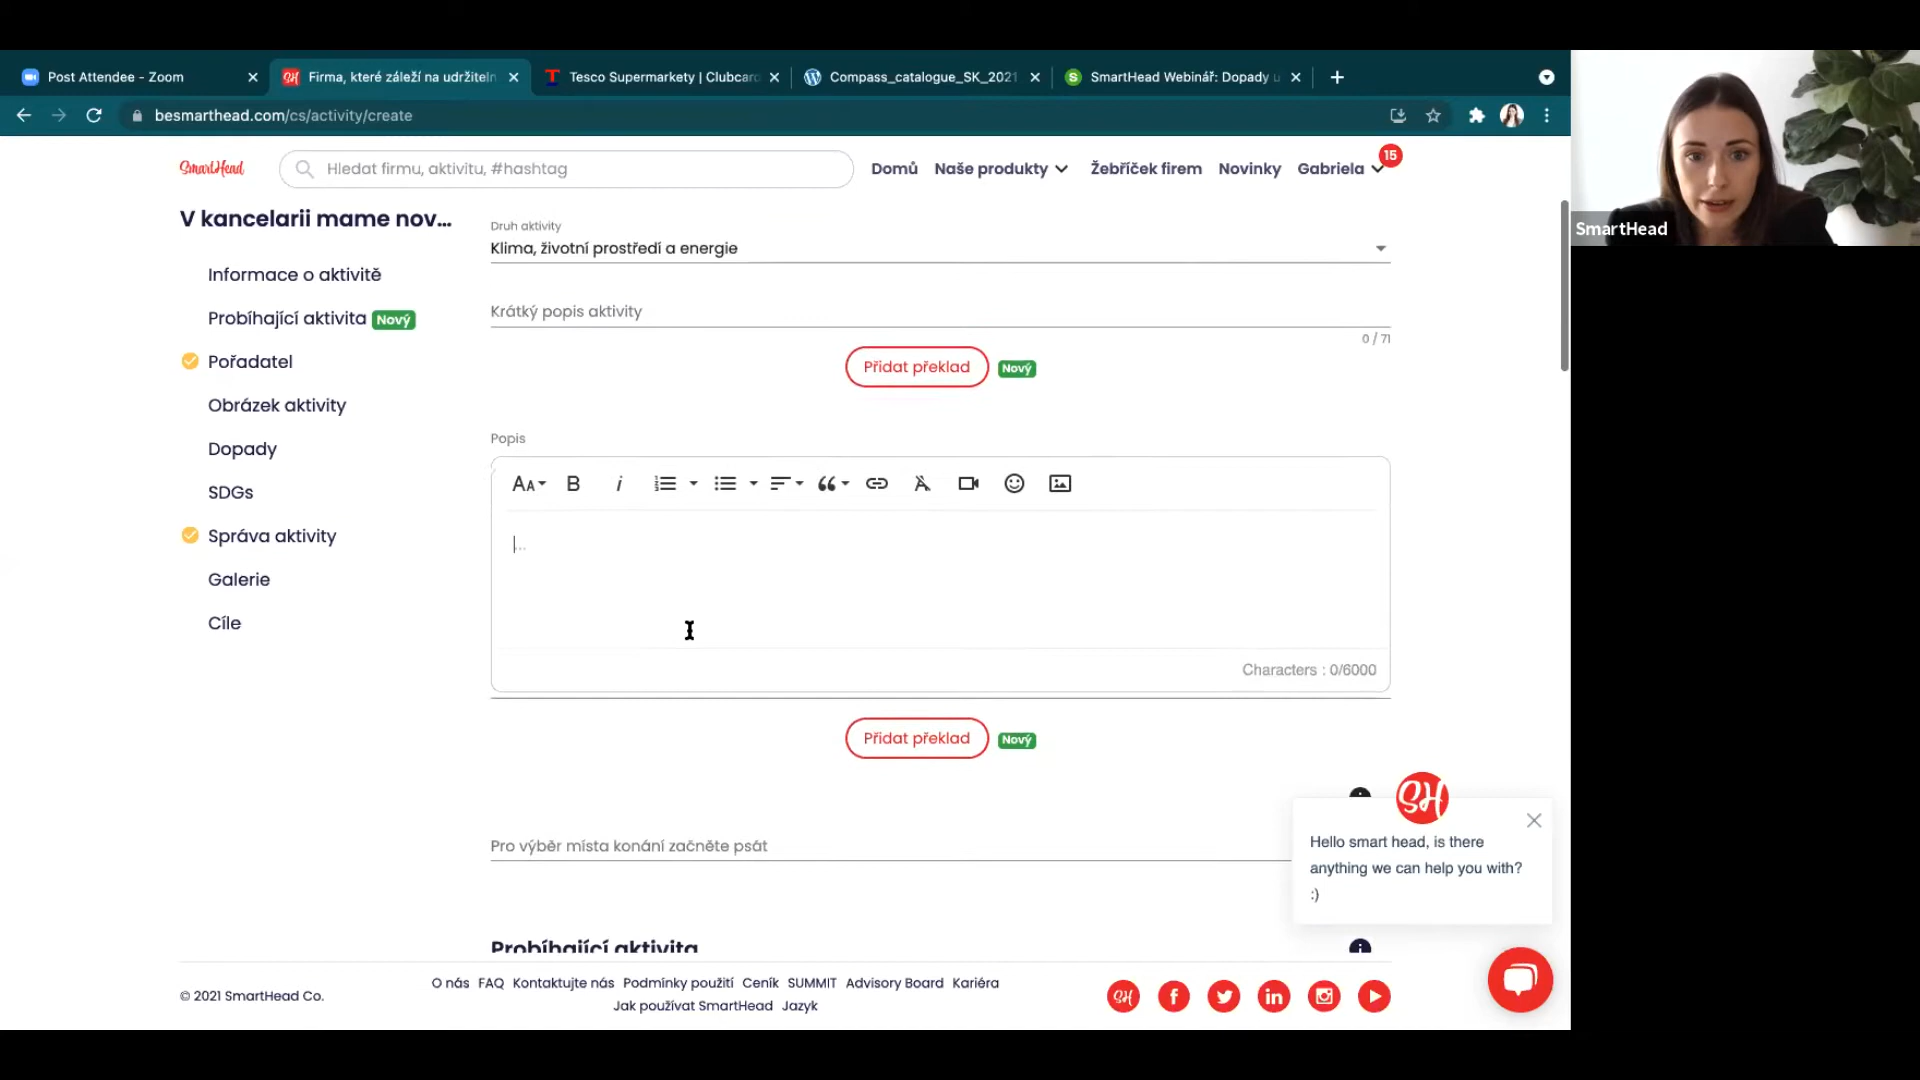 Post Attendee - Zoom
Firma, které záleží na udržiteln
Tesco Supermarkety | Clubcar
Compass_catalogue_SK_2021
SmartHead Webinář: Dopady u
besmarthead.com/cs/activity/create
SmartHead
Hledat firmu, aktivitu, #hashtag
Domů
Naše produkty
Žebříček firem
Novinky
Gabriela
15
SmartHead
V kancelarii mame nov...
Informace o aktivitě
Probíhající aktivita Nový
Pořadatel
Obrázek aktivity
Dopady
SDGs
Správa aktivity
Galerie
Cíle
Druh aktivity
Klima, životní prostředí a energie
Krátký popis aktivity
0 / 71
Přidat překlad Nový
Popis
...
Characters : 0/6000
Přidat překlad Nový
Pro výběr místa konání začněte psát
Probíhající aktivita
SH
Hello smart head, is there
anything we can help you with?
:)
© 2021 SmartHead Co.
O nás FAQ Kontaktujte nás Podmínky použití Ceník SUMMIT Advisory Board Kariéra
Jak používat SmartHead Jazyk
SH